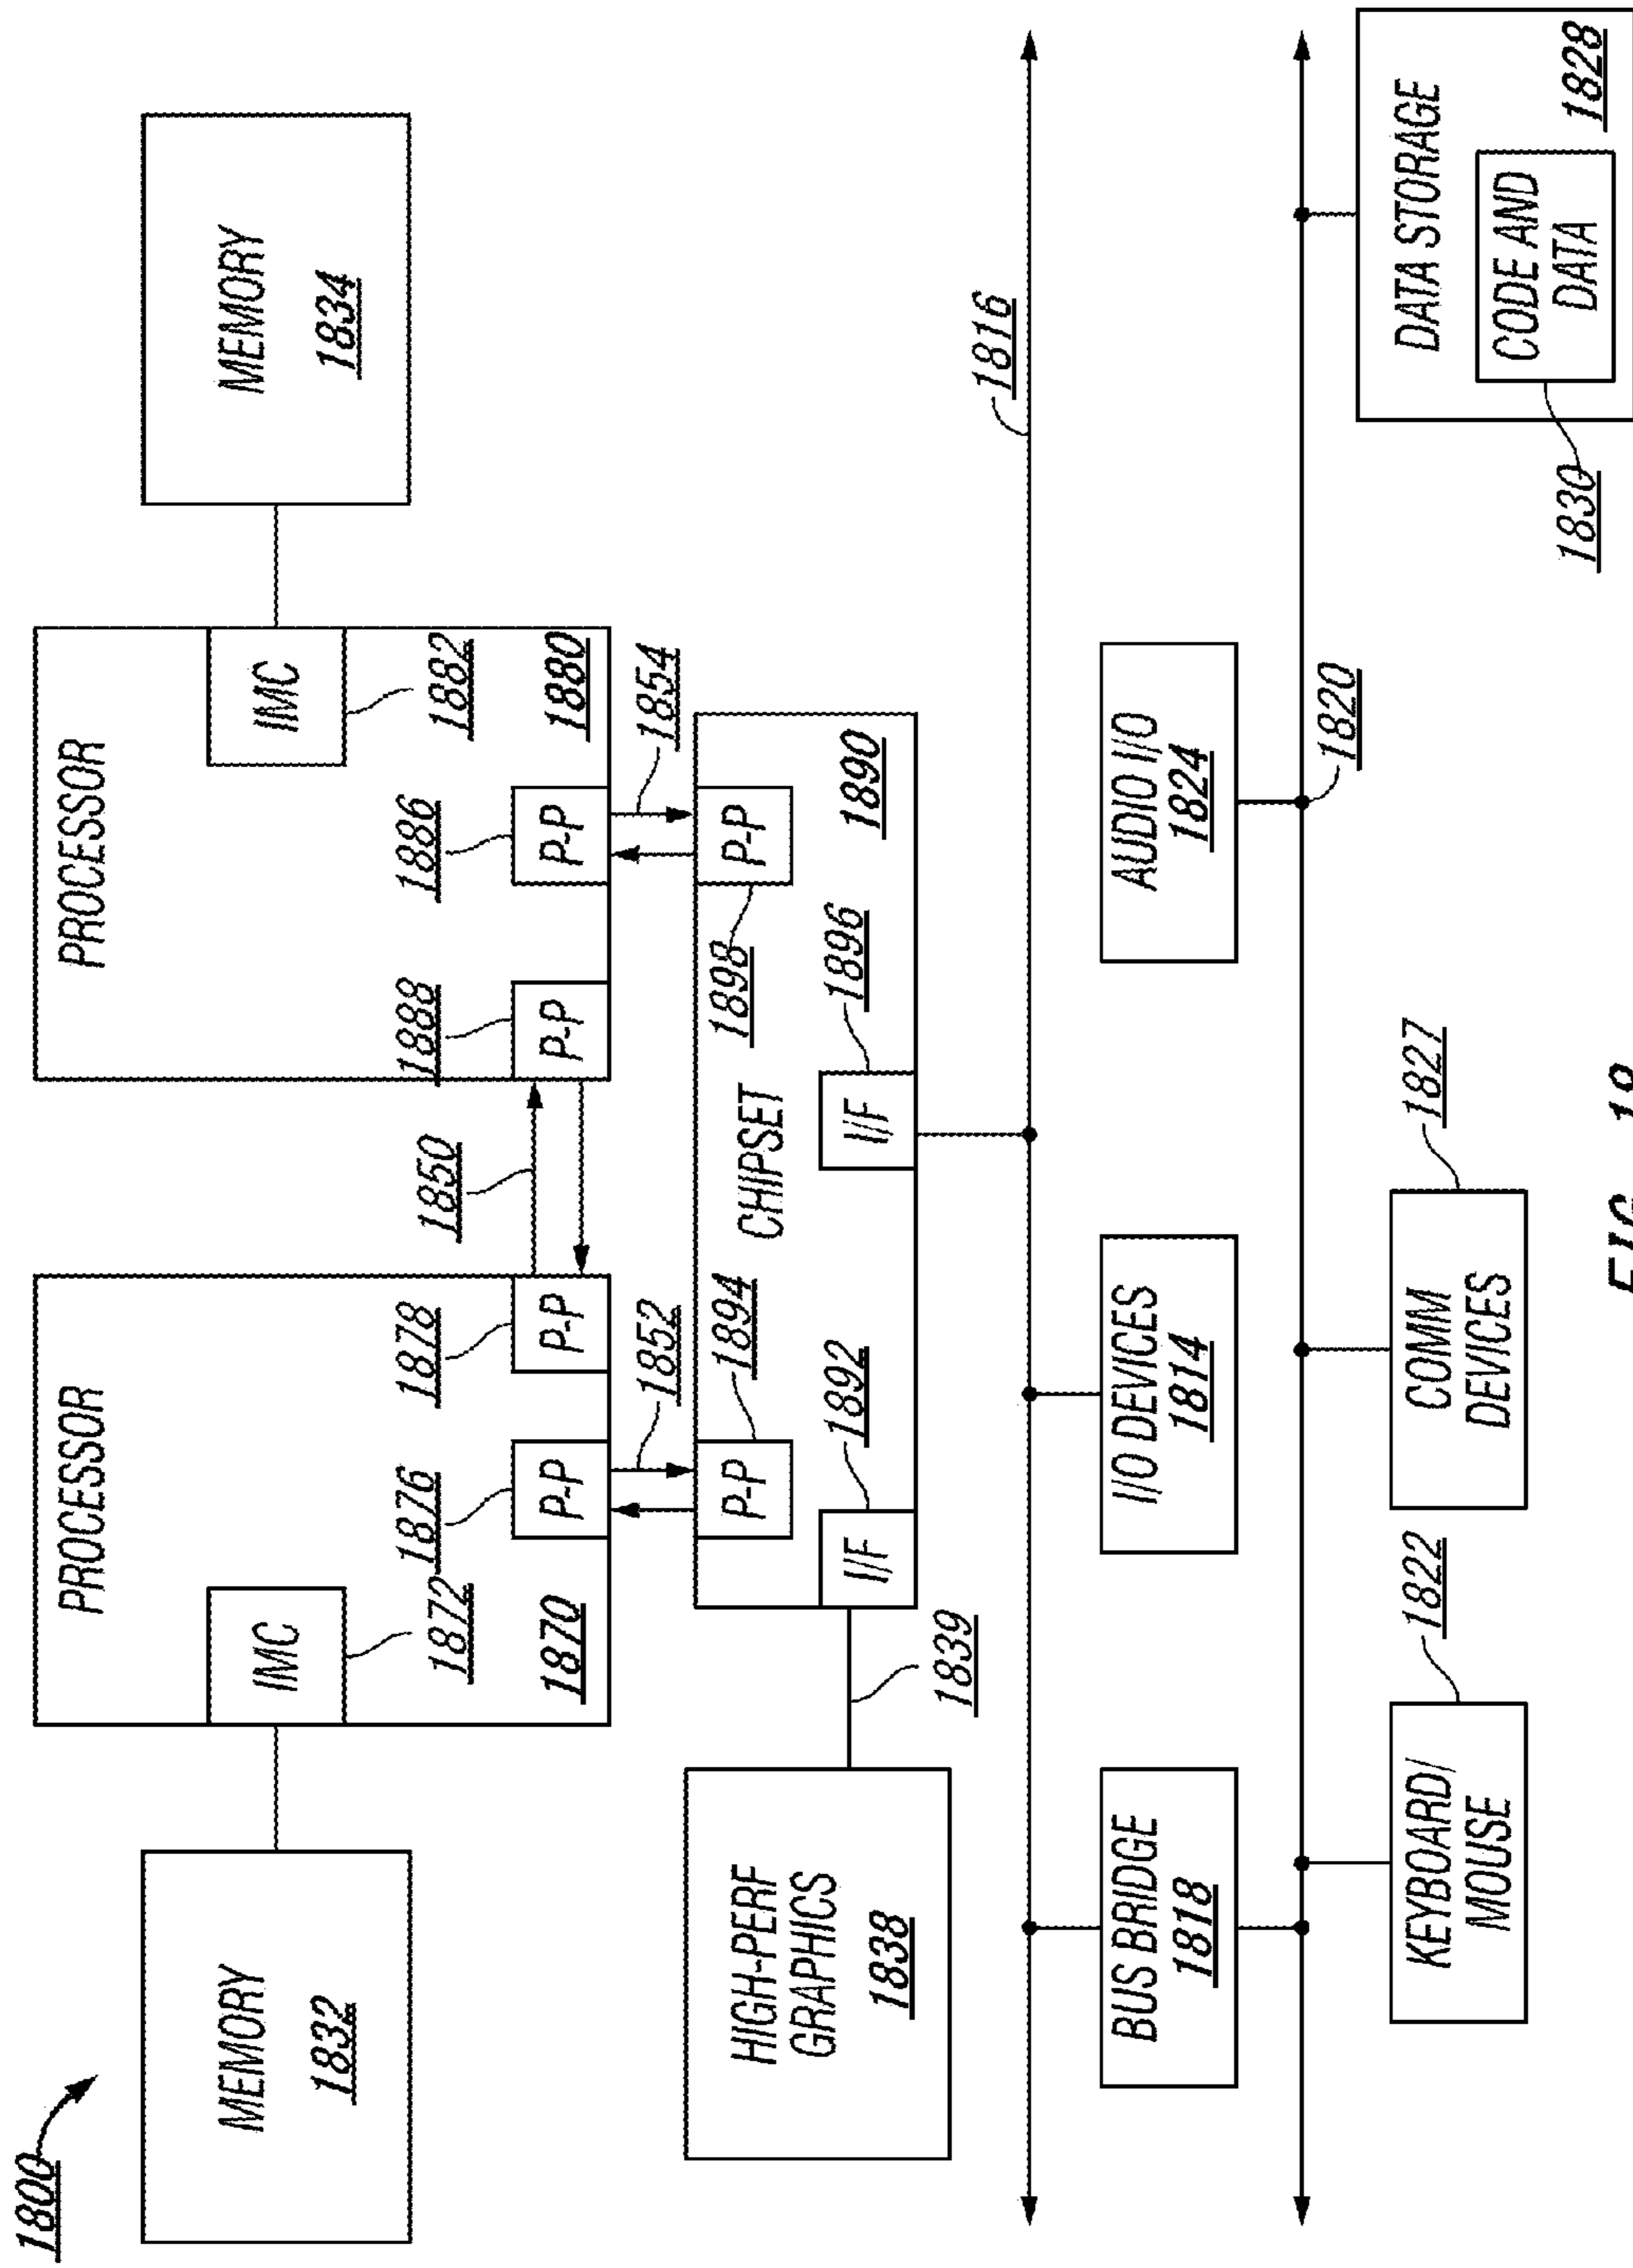 1800
MEMORY
1832
PROCESSOR
IMC
1872
1870
1876
P-P
1878
P-P
1850
PROCESSOR
1888
P-P
1886
P-P
IMC
1882
1880
MEMORY
1834
1852
1854
HIGH-PERF
GRAPHICS
1838
1839
P-P
1894
I/F
1892
CHIPSET
I/F
1896
P-P
1898
1890
1816
BUS BRIDGE
1818
I/O DEVICES
1814
AUDIO I/O
1824
1820
KEYBOARD/
MOUSE
1822
COMM
DEVICES
1827
DATA STORAGE
CODE AND
DATA
1828
1830
FIG. 18